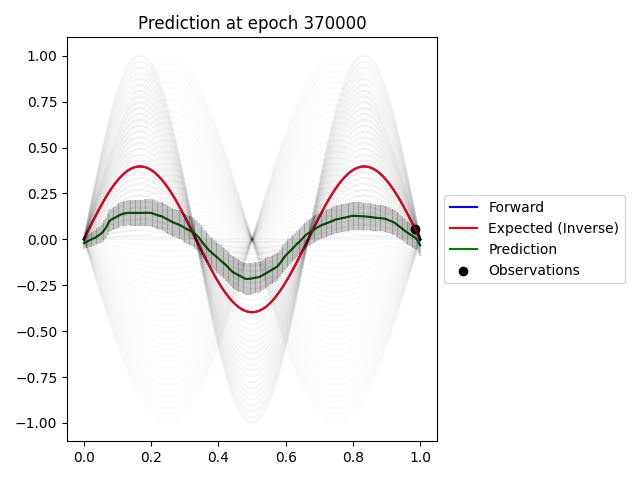 Prediction at epoch 370000
1.00
0.75
0.50
0.25
0.00
−0.25
−0.50
−0.75
−1.00
0.0 0.2 0.4 0.6 0.8 1.0
Forward
Expected (Inverse)
Prediction
Observations